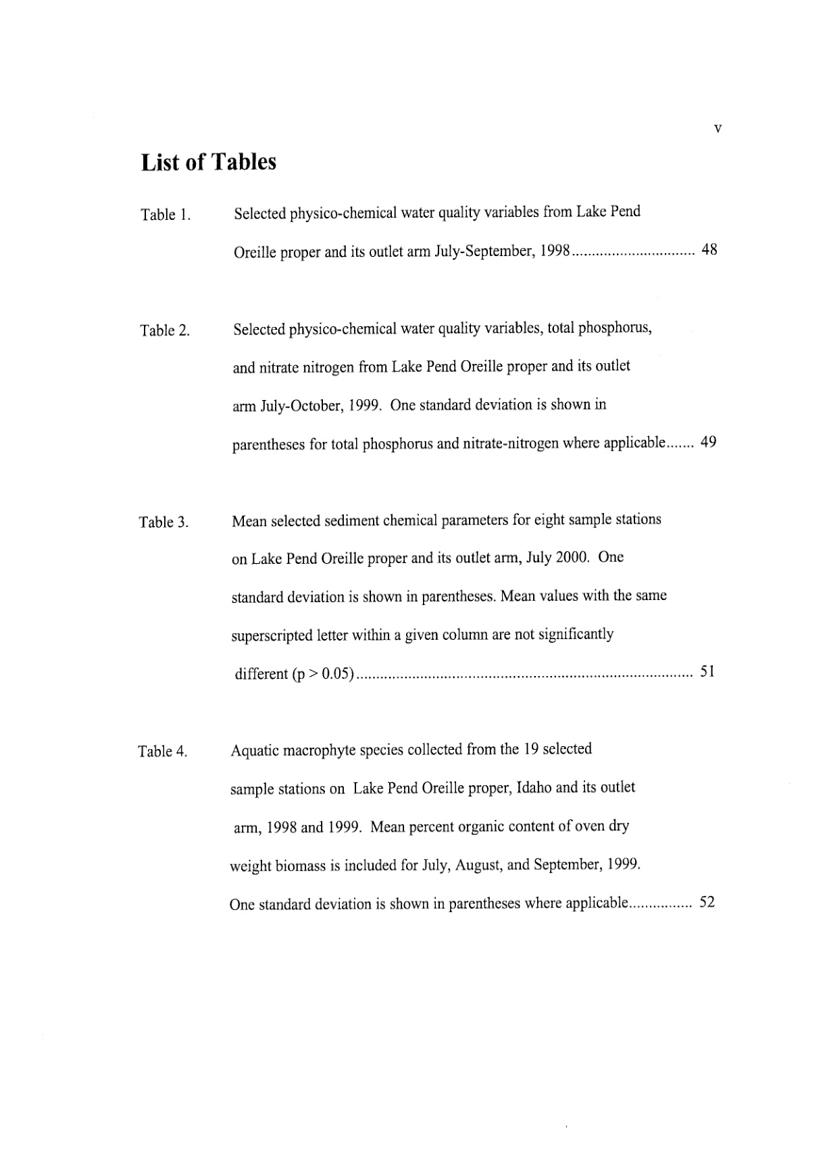 v
List of Tables
Table 1. Selected physico-chemical water quality variables from Lake Pend
Oreille proper and its outlet arm July-September, 1998............................... 48
Table 2. Selected physico-chemical water quality variables, total phosphorus,
and nitrate nitrogen from Lake Pend Oreille proper and its outlet
arm July-October, 1999. One standard deviation is shown in
parentheses for total phosphorus and nitrate-nitrogen where applicable....... 49
Table 3. Mean selected sediment chemical parameters for eight sample stations
on Lake Pend Oreille proper and its outlet arm, July 2000. One
standard deviation is shown in parentheses. Mean values with the same
superscripted letter within a given column are not significantly
different (p > 0.05)..................................................................................... 51
Table 4. Aquatic macrophyte species collected from the 19 selected
sample stations on Lake Pend Oreille proper, Idaho and its outlet
arm, 1998 and 1999. Mean percent organic content of oven dry
weight biomass is included for July, August, and September, 1999.
One standard deviation is shown in parentheses where applicable................ 52